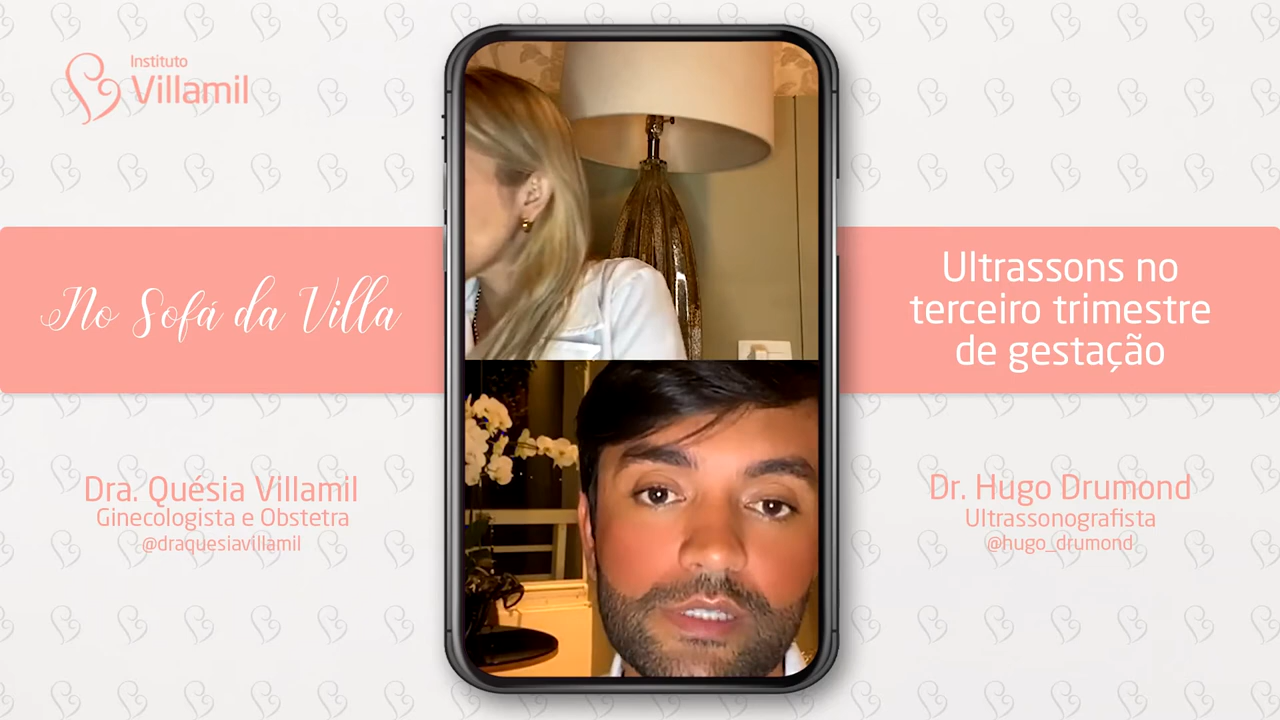 Instituto
Villamil
No Sofá da Villa
Ultrassons no
terceiro trimestre
de gestação
Dra. Quésia Villamil
Ginecologista e Obstetra
@draquesiavillamil
Dr. Hugo Drumond
Ultrassonografista
@hugo_drumond